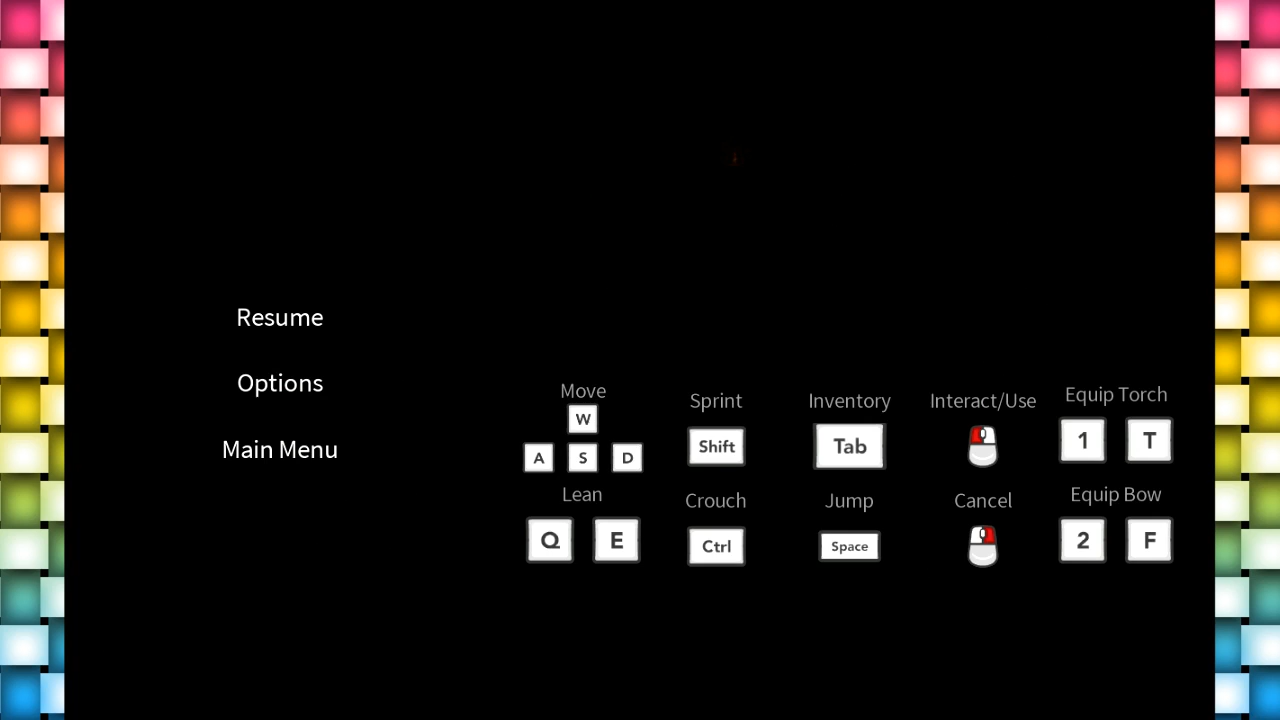 Resume
Options
Main Menu
Move
W
A S D
Lean
Q E
Sprint
Shift
Crouch
Ctrl
Inventory
Tab
Jump
Space
Interact/Use
Cancel
Equip Torch
1 T
Equip Bow
2 F